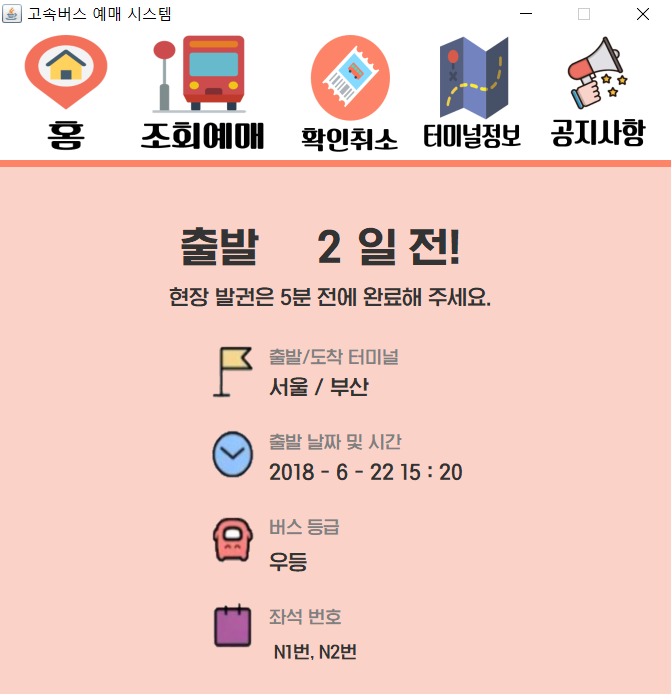 고속버스 예매 시스템
홈 조회예매 확인취소 터미널정보 공지사항
출발 2 일 전!
현장 발권은 5분 전에 완료해 주세요.
출발/도착 터미널
서울 / 부산
출발 날짜 및 시간
2018 - 6 - 22 15 : 20
버스 등급
우등
좌석 번호
N1번, N2번